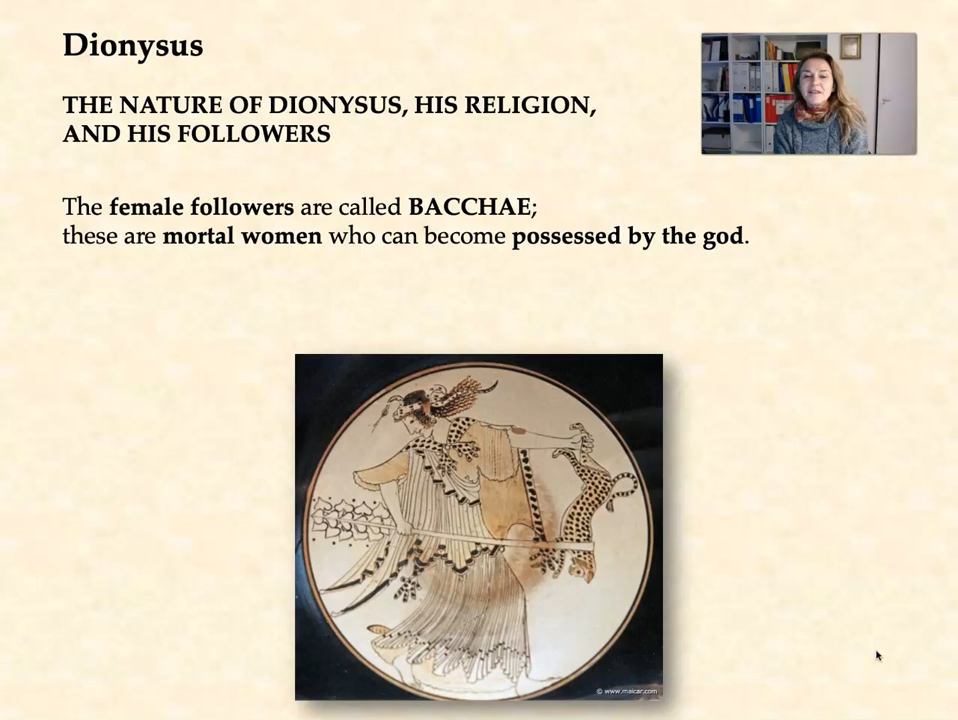 Dionysus
THE NATURE OF DIONYSUS, HIS RELIGION,
AND HIS FOLLOWERS
The female followers are called BACCHAE;
these are mortal women who can become possessed by the god.
© www.maicar.com